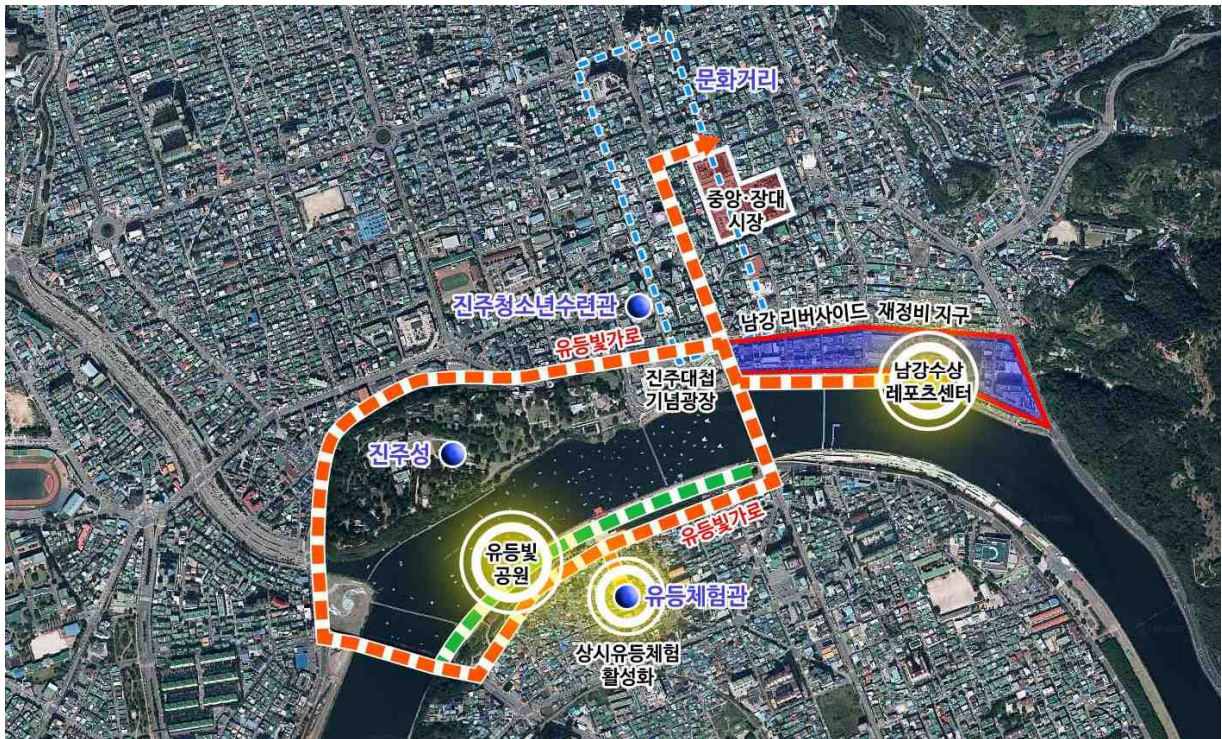 문화거리
중앙·장대
시장
진주청소년수련관
남강 리버사이드 재정비 지구
유등빛가로
진주대첩
기념광장
남강수상
레포츠센터
진주성
유등빛가로
유등빛
공원
유등체험관
상시유등체험
활성화